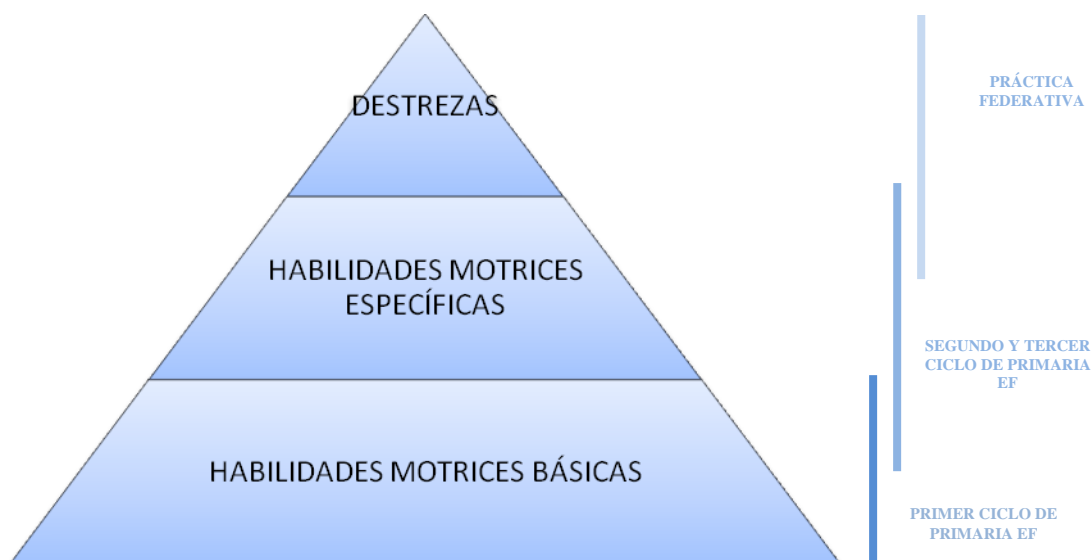 DESTREZAS
PRÁCTICA
FEDERATIVA
HABILIDADES MOTRICES
ESPECÍFICAS
SEGUNDO Y TERCER
CICLO DE PRIMARIA
EF
HABILIDADES MOTRICES BÁSICAS
PRIMER CICLO DE
PRIMARIA EF